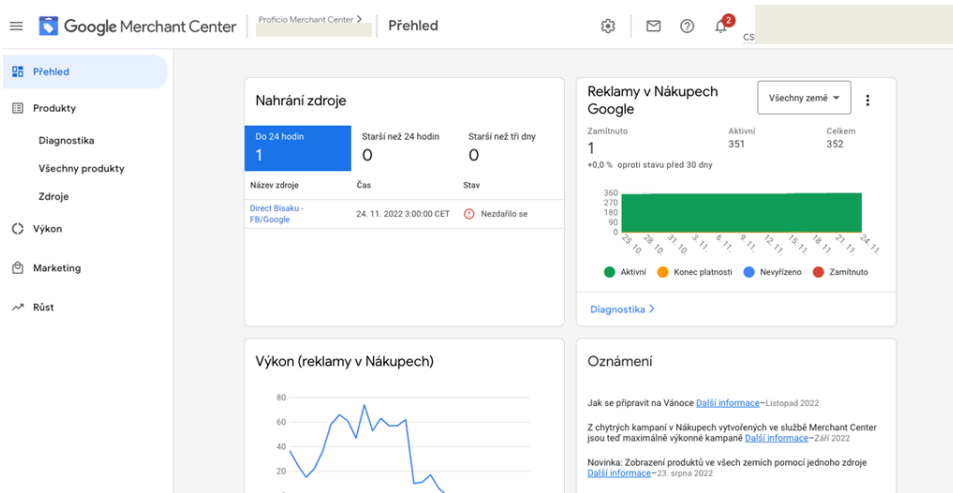 Google Merchant Center
Proficio Merchant Center
Přehled
2
CS
Přehled
Produkty
Diagnostika
Všechny produkty
Zdroje
Výkon
Marketing
Růst
Nahrání zdroje
Do 24 hodin Starší než 24 hodin Starší než tři dny
1 0 0
Název zdroje Čas Stav
Direct Bisaku -
FB/Google
24. 11. 2022 3:00:00 CET Nezdařilo se
Reklamy v Nákupech
Google
Všechny země
Zamítnuto Aktivní Celkem
1 351 352
+0,0 % oproti stavu před 30 dny
360
270
180
90
0
25. 10. 28. 10. 31. 10. 3. 11. 6. 11. 9. 11. 12. 11. 15. 11. 18. 11. 21. 11. 24. 11.
Aktivní Konec platnosti Nevyřízeno Zamítnuto
Diagnostika
Výkon (reklamy v Nákupech)
80
60
40
20
Oznámení
Jak se připravit na Vánoce Další informace–Listopad 2022
Z chytrých kampaní v Nákupech vytvořených ve službě Merchant Center
jsou teď maximálně výkonné kampaně Další informace–Září 2022
Novinka: Zobrazení produktů ve všech zemích pomocí jednoho zdroje
Další informace–23. srpna 2022